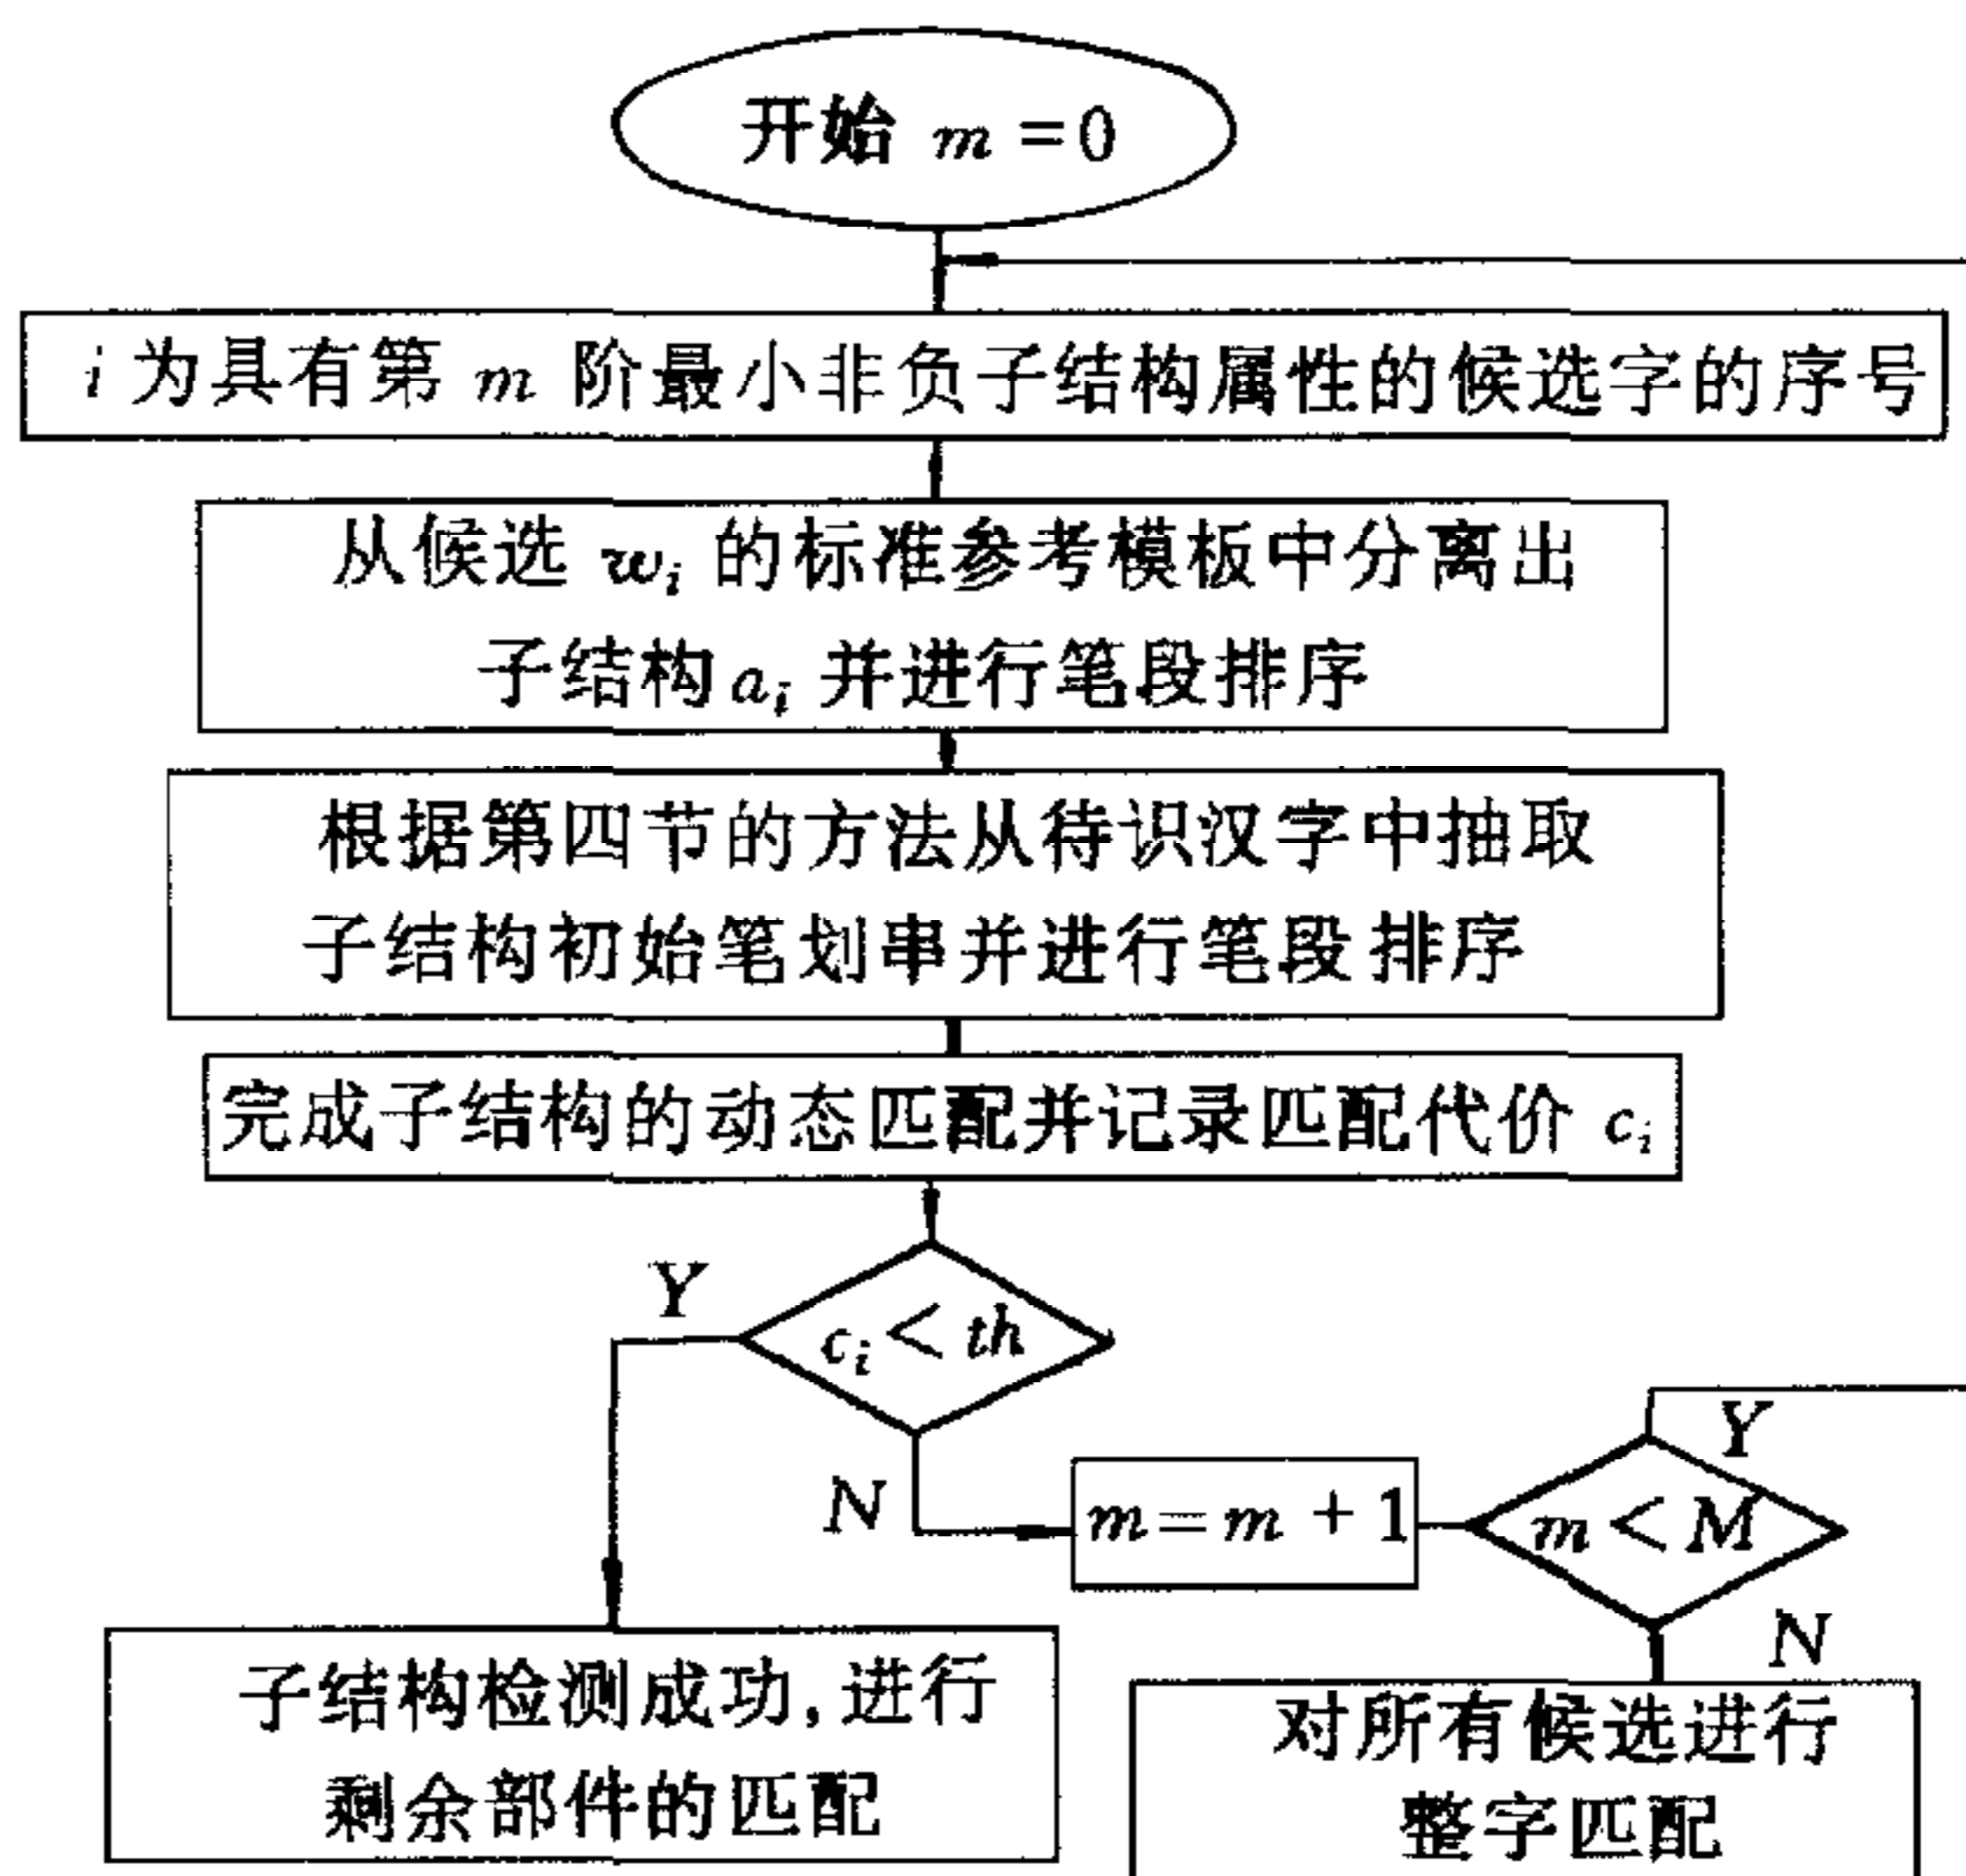 开始 m = 0
i 为具有第 m 阶最小非负子结构属性的候选字的序号
从候选 wᵢ 的标准参考模板中分离出
子结构 aᵢ 并进行笔段排序
根据第四节的方法从待识汉字中抽取
子结构初始笔划串并进行笔段排序
完成子结构的动态匹配并记录匹配代价 cᵢ
Y
cᵢ < th
Y
N
m = m + 1
m < M
N
子结构检测成功,进行
剩余部件的匹配
对所有候选进行
整字匹配